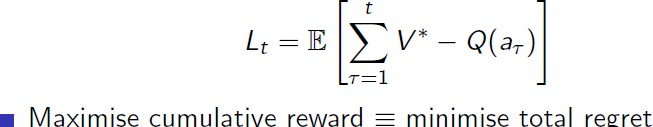 L_t = 𝔼 [ ∑_{τ=1}^{t} V* − Q(a_τ) ]
Maximise cumulative reward ≡ minimise total regret